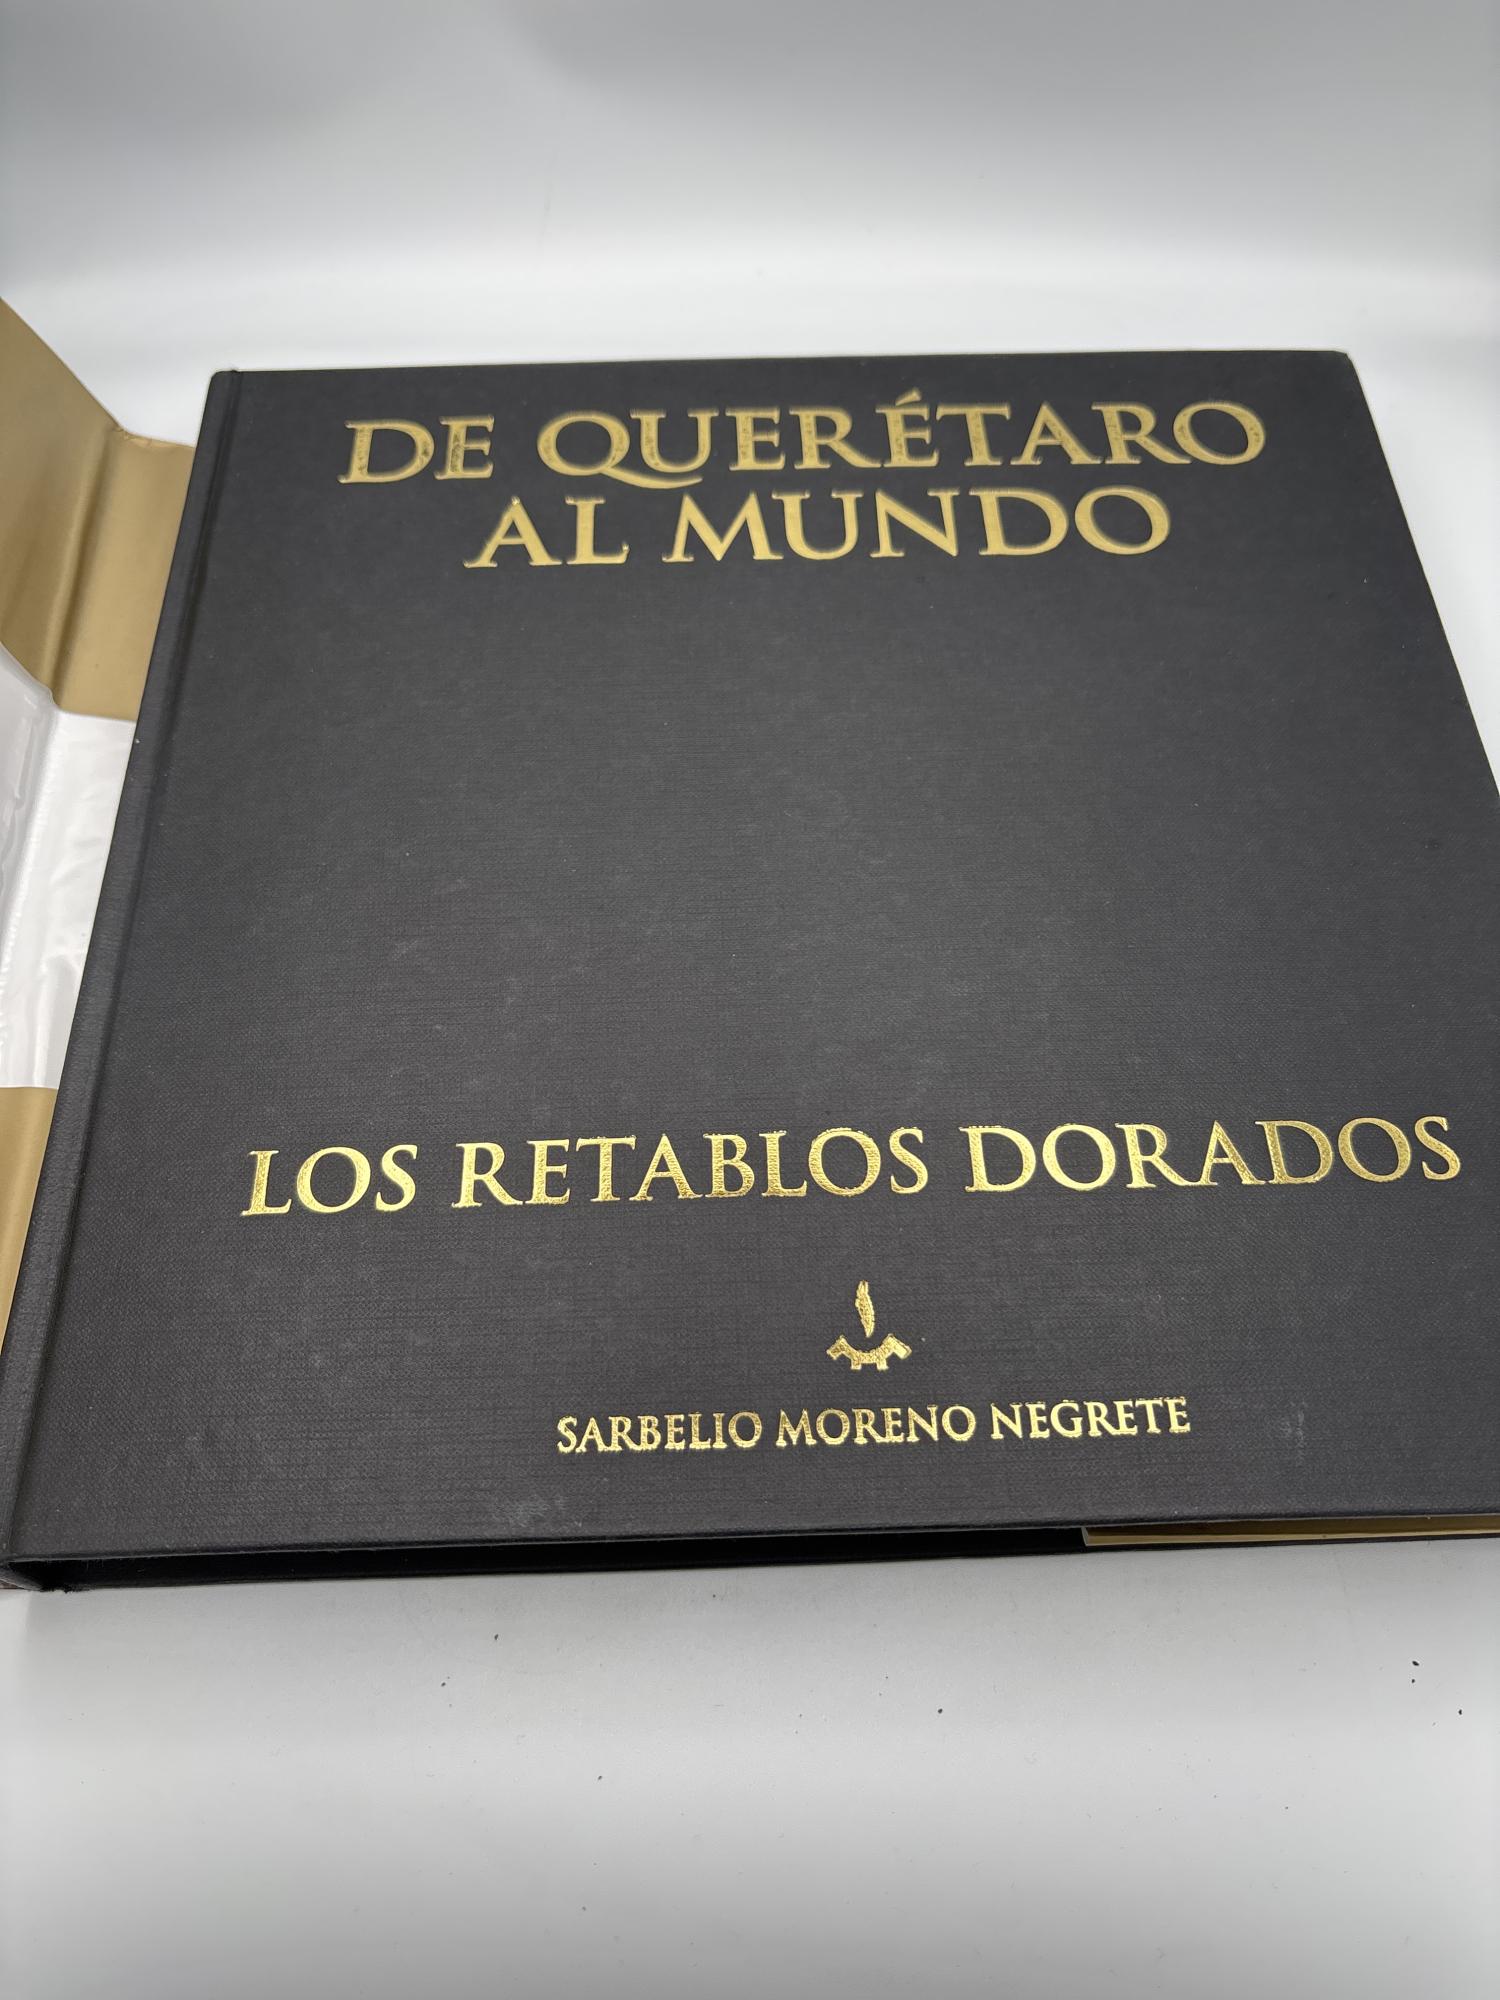 DE QUERÉTARO
AL MUNDO
LOS RETABLOS DORADOS
SARBELIO MORENO NEGRETE